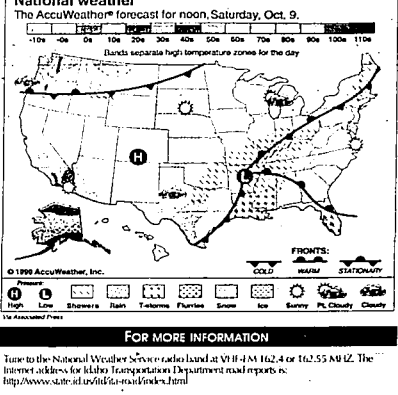 National weather
The AccuWeather® forecast for noon, Saturday, Oct. 9.
-10s -0s 0s 10s 20s 30s 40s 50s 60s 70s 80s 90s 100s 110s
Bands separate high temperature zones for the day
H
L
FRONTS:
COLD WARM STATIONARY
© 1999 AccuWeather, Inc.
Pressure
H L
High Low Showers Rain T-storms Flurries Snow Ice Sunny Pt. Cloudy Cloudy
Via Associated Press
FOR MORE INFORMATION
Tune to the National Weather Service radio band at VHF-FM 162.4 or 162.55 MHZ. The
Internet address for Idaho Transportation Department road reports is:
http://www.state.id.us/itd/ita-road/index.html